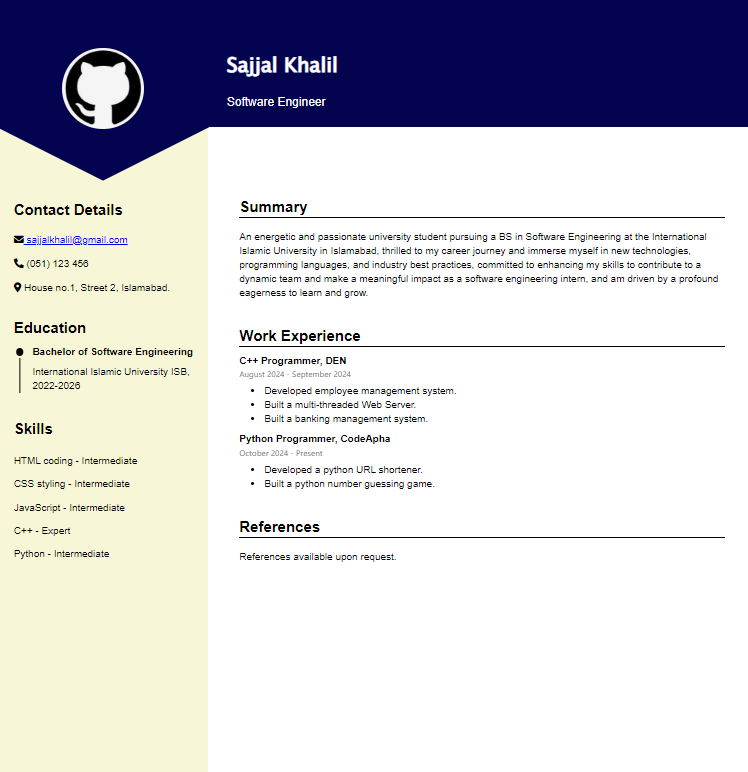 Sajjal Khalil
Software Engineer
Contact Details
sajjalkhalil@gmail.com
(051) 123 456
House no.1, Street 2, Islamabad.
Education
Bachelor of Software Engineering
International Islamic University ISB,
2022-2026
Skills
HTML coding - Intermediate
CSS styling - Intermediate
JavaScript - Intermediate
C++ - Expert
Python - Intermediate
Summary
An energetic and passionate university student pursuing a BS in Software Engineering at the International
Islamic University in Islamabad, thrilled to my career journey and immerse myself in new technologies,
programming languages, and industry best practices, committed to enhancing my skills to contribute to a
dynamic team and make a meaningful impact as a software engineering intern, and am driven by a profound
eagerness to learn and grow.
Work Experience
C++ Programmer, DEN
August 2024 - September 2024
• Developed employee management system.
• Built a multi-threaded Web Server.
• Built a banking management system.
Python Programmer, CodeApha
October 2024 - Present
• Developed a python URL shortener.
• Built a python number guessing game.
References
References available upon request.